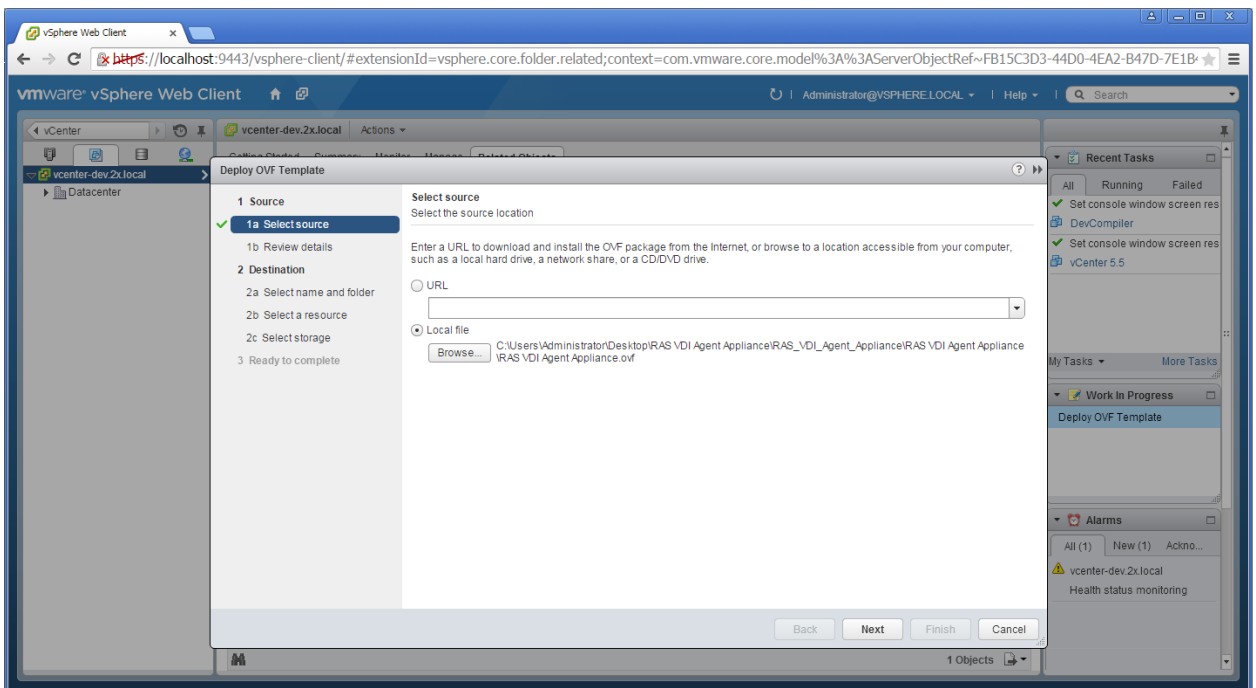 vSphere Web Client
https://localhost:9443/vsphere-client/#extensionId=vsphere.core.folder.related;context=com.vmware.core.model%3A%3AServerObjectRef~FB15C3D3-44D0-4EA2-B47D-7E1B
vmware® vSphere Web Client
Administrator@VSPHERE.LOCAL
Help
Search
vCenter
vcenter-dev.2x.local Actions
Getting Started Summary Monitor Manage Related Objects
vcenter-dev.2x.local
Datacenter
Deploy OVF Template
1 Source
1a Select source
1b Review details
2 Destination
2a Select name and folder
2b Select a resource
2c Select storage
3 Ready to complete
Select source
Select the source location
Enter a URL to download and install the OVF package from the Internet, or browse to a location accessible from your computer,
such as a local hard drive, a network share, or a CD/DVD drive.
URL
Local file
Browse...
C:\Users\Administrator\Desktop\RAS VDI Agent Appliance\RAS_VDI_Agent_Appliance\RAS VDI Agent Appliance
\RAS VDI Agent Appliance.ovf
Back Next Finish Cancel
1 Objects
Recent Tasks
All Running Failed
Set console window screen res
DevCompiler
Set console window screen res
vCenter 5.5
My Tasks More Tasks
Work In Progress
Deploy OVF Template
Alarms
All (1) New (1) Ackno...
vcenter-dev.2x.local
Health status monitoring